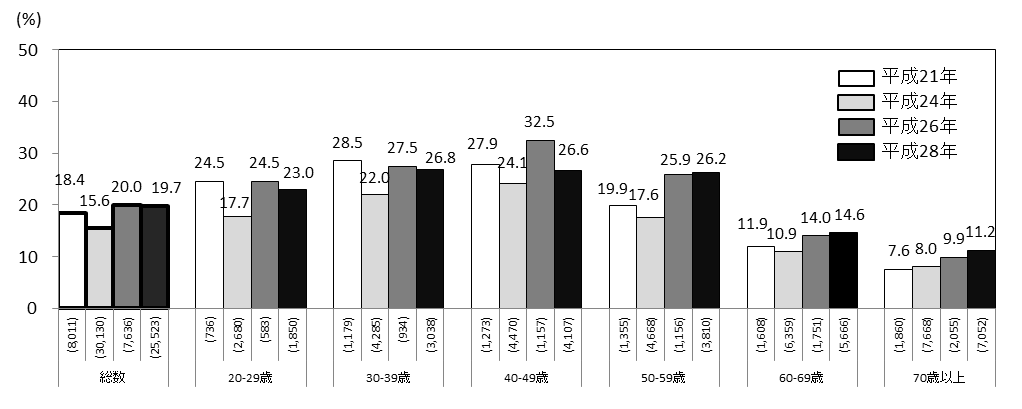 (%)
50
40
30
20
10
0
平成21年
平成24年
平成26年
平成28年
18.4 15.6 20.0 19.7
24.5 17.7 24.5 23.0
28.5 22.0 27.5 26.8
27.9 24.1 32.5 26.6
19.9 17.6 25.9 26.2
11.9 10.9 14.0 14.6
7.6 8.0 9.9 11.2
(8,011) (30,130) (7,636) (25,523)
(736) (2,680) (583) (1,850)
(1,179) (4,285) (934) (3,038)
(1,273) (4,470) (1,157) (4,107)
(1,355) (4,668) (1,156) (3,810)
(1,608) (6,359) (1,751) (5,666)
(1,860) (7,668) (2,055) (7,052)
総数 20-29歳 30-39歳 40-49歳 50-59歳 60-69歳 70歳以上